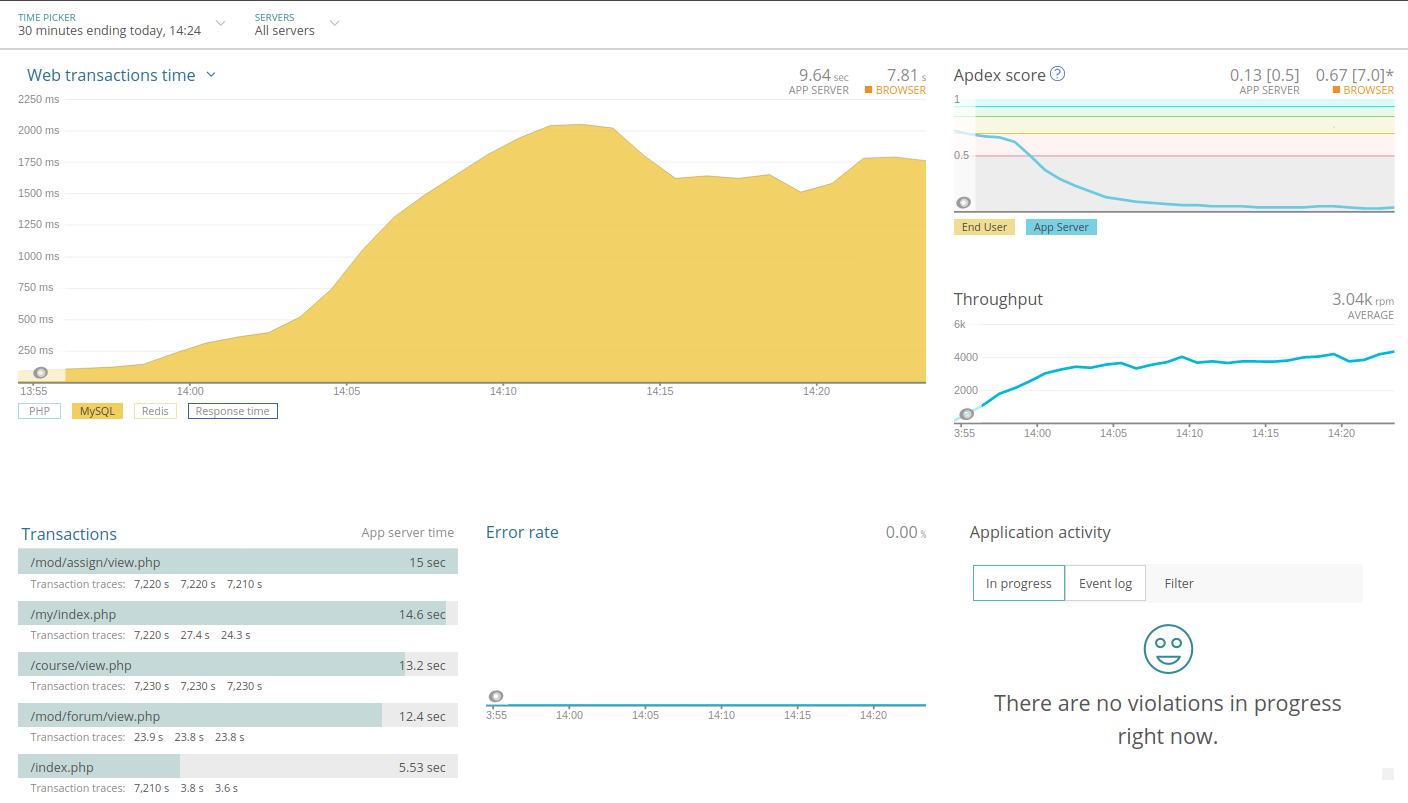 TIME PICKER
30 minutes ending today, 14:24
SERVERS
All servers
Web transactions time
9.64 sec
APP SERVER
7.81 s
BROWSER
2250 ms
2000 ms
1750 ms
1500 ms
1250 ms
1000 ms
750 ms
500 ms
250 ms
13:55 14:00 14:05 14:10 14:15 14:20
PHP MySQL Redis Response time
Apdex score ?
0.13 [0.5]
APP SERVER
0.67 [7.0]*
BROWSER
1
0.5
End User App Server
Throughput
3.04k rpm
AVERAGE
6k
4000
2000
3:55 14:00 14:05 14:10 14:15 14:20
Transactions App server time
/mod/assign/view.php 15 sec
Transaction traces: 7,220 s 7,220 s 7,210 s
/my/index.php 14.6 sec
Transaction traces: 7,220 s 27.4 s 24.3 s
/course/view.php 13.2 sec
Transaction traces: 7,230 s 7,230 s 7,230 s
/mod/forum/view.php 12.4 sec
Transaction traces: 23.9 s 23.8 s 23.8 s
/index.php 5.53 sec
Transaction traces: 7,210 s 3.8 s 3.6 s
Error rate 0.00 %
3:55 14:00 14:05 14:10 14:15 14:20
Application activity
In progress Event log Filter
There are no violations in progress
right now.